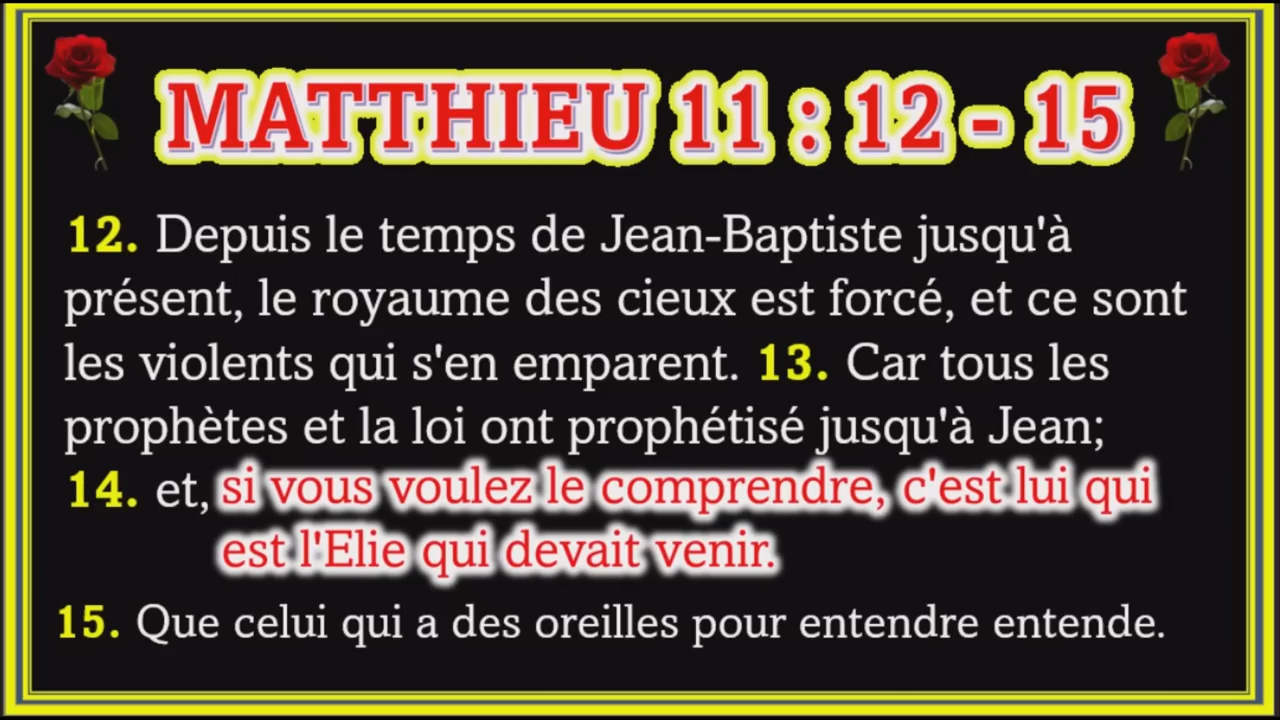 MATTHIEU 11 : 12 - 15
12. Depuis le temps de Jean-Baptiste jusqu'à
présent, le royaume des cieux est forcé, et ce sont
les violents qui s'en emparent. 13. Car tous les
prophètes et la loi ont prophétisé jusqu'à Jean;
14. et, si vous voulez le comprendre, c'est lui qui
est l'Elie qui devait venir.
15. Que celui qui a des oreilles pour entendre entende.